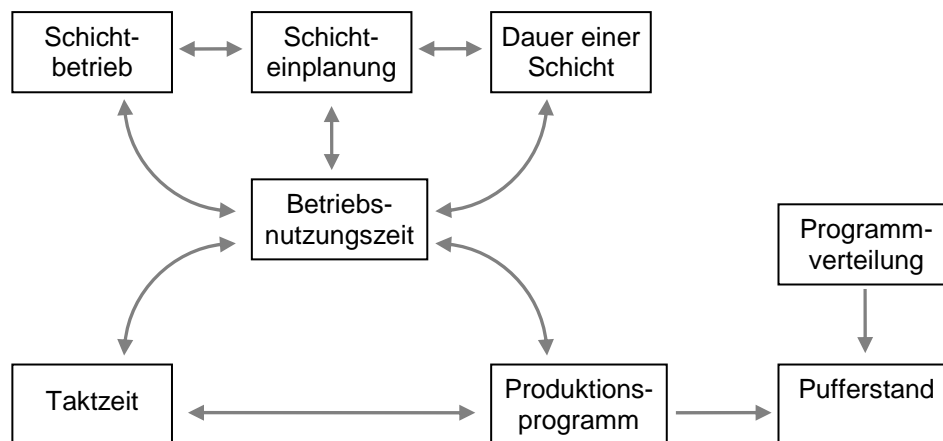 Schicht-
betrieb
Schicht-
einplanung
Dauer einer
Schicht
Betriebs-
nutzungszeit
Programm-
verteilung
Taktzeit
Produktions-
programm
Pufferstand